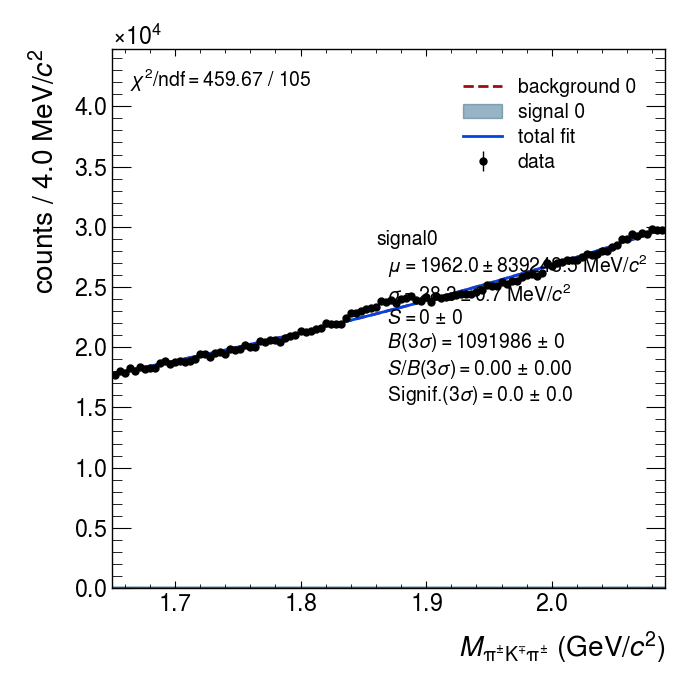 ×10⁴
counts / 4.0 MeV/c²
χ²/ndf = 459.67 / 105
background 0
signal 0
total fit
data
signal0
S = 0 ± 0
B(3σ) = 1091986 ± 0
S/B(3σ) = 0.00 ± 0.00
Signif.(3σ) = 0.0 ± 0.0
4.0
3.5
3.0
2.5
2.0
1.5
1.0
0.5
0.0
1.7 1.8 1.9 2.0
M_π±K∓π± (GeV/c²)